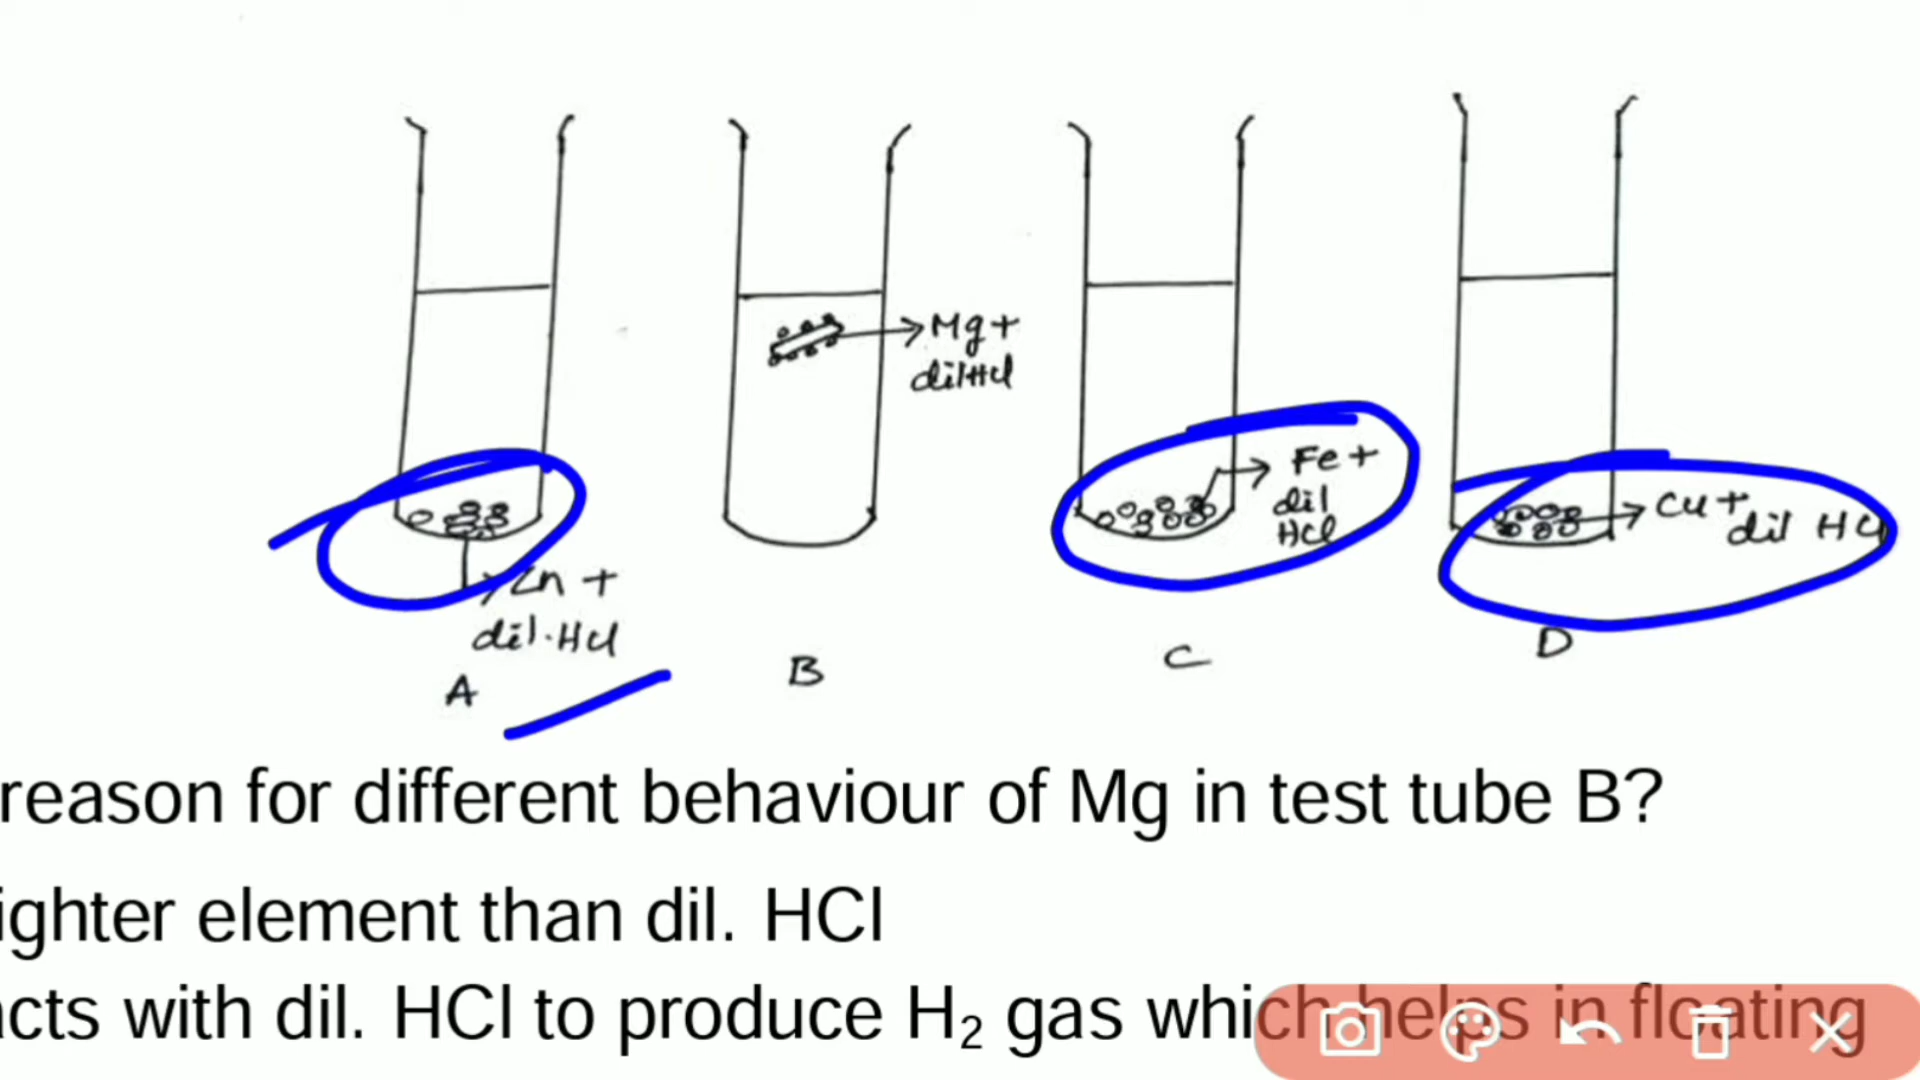 Mg+
dil HCl
Fe +
dil
HCl
Cu +
dil HCl
Zn +
dil. HCl
A
B
C
D
reason for different behaviour of Mg in test tube B?
ighter element than dil. HCl
acts with dil. HCl to produce H₂ gas which helps in floating